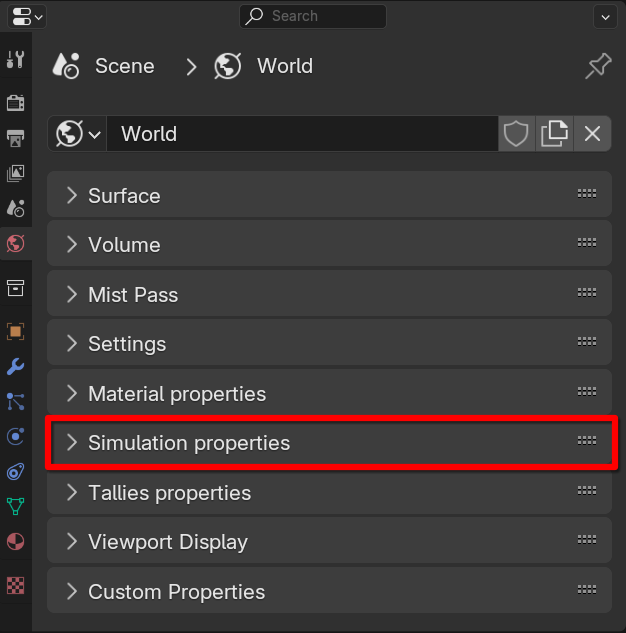 Search
Scene World
World
Surface
Volume
Mist Pass
Settings
Material properties
Simulation properties
Tallies properties
Viewport Display
Custom Properties